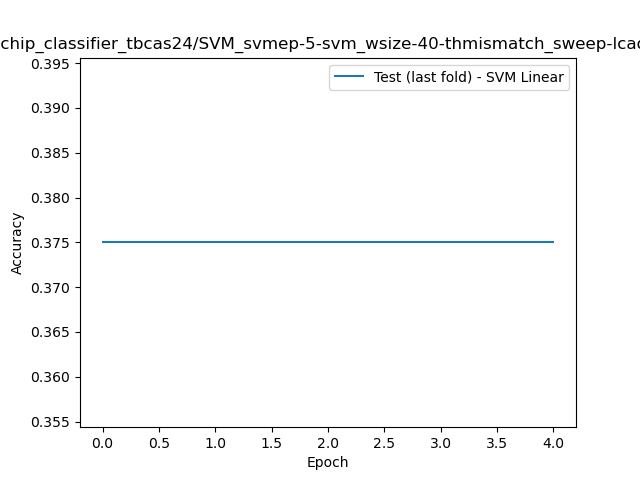 chip_classifier_tbcas24/SVM_svmep-5-svm_wsize-40-thmismatch_sweep-lcad
Test (last fold) - SVM Linear
0.395
0.390
0.385
0.380
0.375
0.370
0.365
0.360
0.355
Accuracy
0.0 0.5 1.0 1.5 2.0 2.5 3.0 3.5 4.0
Epoch